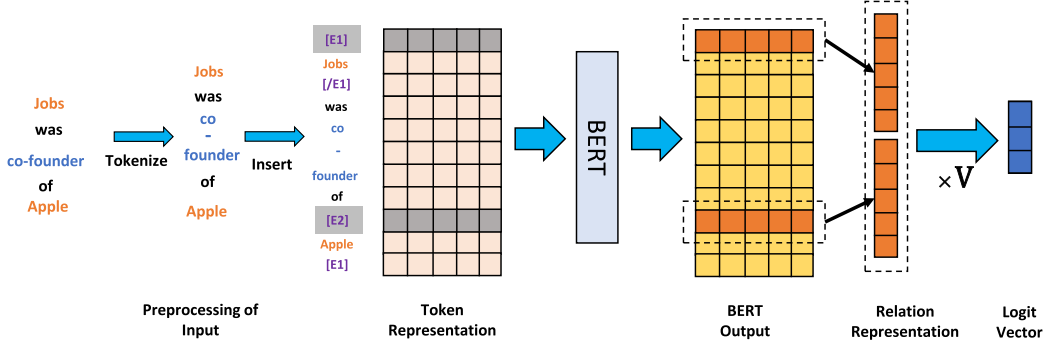 Jobs
was
co-founder
of
Apple
Tokenize
Jobs
was
co
-
founder
of
Apple
Insert
[E1]
Jobs
[/E1]
was
co
-
founder
of
[E2]
Apple
[E1]
BERT
× V
Preprocessing of
Input
Token
Representation
BERT
Output
Relation
Representation
Logit
Vector